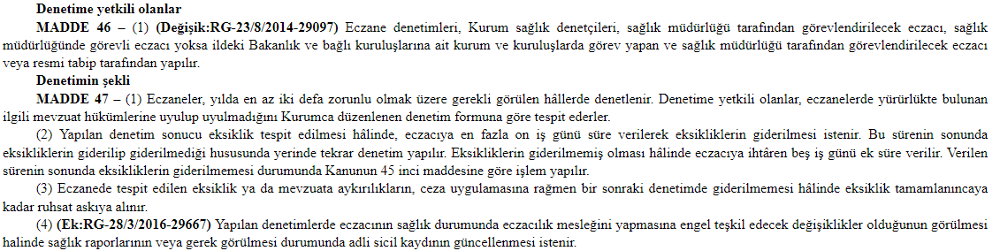 Denetime yetkili olanlar
MADDE 46 – (1) (Değişik:RG-23/8/2014-29097) Eczane denetimleri, Kurum sağlık denetçileri, sağlık müdürlüğü tarafından görevlendirilecek eczacı, sağlık
müdürlüğünde görevli eczacı yoksa ildeki Bakanlık ve bağlı kuruluşlarına ait kurum ve kuruluşlarda görev yapan ve sağlık müdürlüğü tarafından görevlendirilecek eczacı
veya resmi tabip tarafından yapılır.
Denetimin şekli
MADDE 47 – (1) Eczaneler, yılda en az iki defa zorunlu olmak üzere gerekli görülen hâllerde denetlenir. Denetime yetkili olanlar, eczanelerde yürürlükte bulunan
ilgili mevzuat hükümlerine uyulup uyulmadığını Kurumca düzenlenen denetim formuna göre tespit ederler.
(2) Yapılan denetim sonucu eksiklik tespit edilmesi hâlinde, eczacıya en fazla on iş günü süre verilerek eksikliklerin giderilmesi istenir. Bu sürenin sonunda
eksikliklerin giderilip giderilmediği hususunda yerinde tekrar denetim yapılır. Eksikliklerin giderilmemiş olması hâlinde eczacıya ihtâren beş iş günü ek süre verilir. Verilen
sürenin sonunda eksikliklerin giderilmemesi durumunda Kanunun 45 inci maddesine göre işlem yapılır.
(3) Eczanede tespit edilen eksiklik ya da mevzuata aykırılıkların, ceza uygulamasına rağmen bir sonraki denetimde giderilmemesi hâlinde eksiklik tamamlanıncaya
kadar ruhsat askıya alınır.
(4) (Ek:RG-28/3/2016-29667) Yapılan denetimlerde eczacının sağlık durumunda eczacılık mesleğini yapmasına engel teşkil edecek değişiklikler olduğunun görülmesi
halinde sağlık raporlarının veya gerek görülmesi durumunda adli sicil kaydının güncellenmesi istenir.